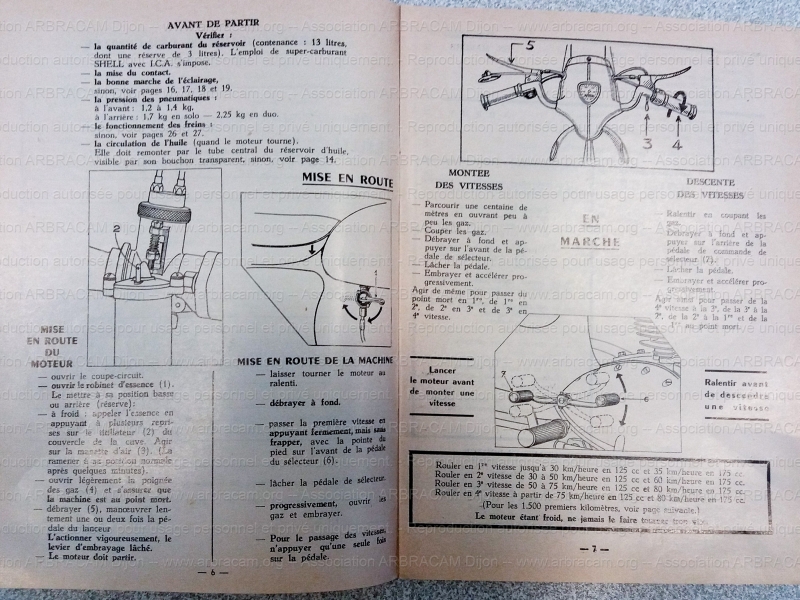 AVANT DE PARTIR
Vérifier :
— la quantité de carburant du réservoir (contenance : 13 litres,
dont une réserve de 3 litres). L'emploi de super-carburant
SHELL avec I.C.A. s'impose.
— la mise du contact.
— la bonne marche de l'éclairage,
sinon, voir pages 16, 17, 18 et 19.
— la pression des pneumatiques :
à l'avant : 1,2 à 1,4 kg,
à l'arrière : 1,7 kg en solo — 2,25 kg en duo.
— le fonctionnement des freins :
sinon, voir pages 26 et 27.
— la circulation de l'huile (quand le moteur tourne).
Elle doit remonter par le tube central du réservoir d'huile,
visible par son bouchon transparent, sinon, voir page 14.
2
MISE EN ROUTE
1
MISE
EN ROUTE
DU
MOTEUR
— ouvrir le coupe-circuit.
— ouvrir le robinet d'essence (1).
Le mettre à sa position basse
ou arrière (réserve):
— à froid : appeler l'essence en
appuyant à plusieurs repri-
ses sur le titillateur (2) du
couvercle de la cuve. Agir
sur la manette d'air (3). (La
ramener à sa position normale
après quelques minutes).
— ouvrir légèrement la poignée
des gaz (4) et s'assurer que
la machine est au point mort.
— débrayer (5), manœuvrer len-
tement une ou deux fois la pé-
dale du lanceur
L'actionner vigoureusement, le
levier d'embrayage lâché.
— Le moteur doit partir.
MISE EN ROUTE DE LA MACHINE
— laisser tourner le moteur au
ralenti.
— débrayer à fond.
— passer la première vitesse en
appuyant fermement, mais sans
frapper, avec la pointe du
pied sur l'avant de la pédale
du sélecteur (6).
— lâcher la pédale de sélecteur.
— progressivement, ouvrir les
gaz et embrayer.
— Pour le passage des vitesses,
n'appuyer qu'une seule fois
sur la pédale.
— 6 —
5
3
4
MONTEE
DES VITESSES
— Parcourir une centaine de
mètres en ouvrant peu à
peu les gaz.
— Couper les gaz.
— Débrayer à fond et ap-
puyer sur l'avant de la pé-
dale de sélecteur.
— Lâcher la pédale.
— Embrayer et accélérer pro-
gressivement.
Agir de même pour passer du
point mort en 1re, de 1re en
2e, de 2e en 3e et de 3e en
4e vitesse.
EN
MARCHE
DESCENTE
DES VITESSES
— Ralentir en coupant les
gaz.
— Débrayer à fond et ap-
puyer sur l'arrière de la
pédale de commande de
sélecteur (7).
— Lâcher la pédale.
— Embrayer et accélérer pro-
gressivement.
Agir ainsi pour passer de la
4e vitesse à la 3e, de la 3e à la
2e, de la 2e à la 1re et de la
1re au point mort.
Lancer
le moteur avant
de monter une
vitesse
7
6
Ralentir avant
de descendre
une vitesse
Rouler en 1re vitesse jusqu'à 30 km/heure en 125 cc et 35 km/heure en 175 cc.
Rouler en 2e vitesse de 30 à 50 km/heure en 125 cc et 60 km/heure en 175 cc.
Rouler en 3e vitesse de 50 à 75 km/heure en 125 cc et 80 km/heure en 175 cc.
Rouler en 4e vitesse à partir de 75 km/heure en 125 cc et 80 km/heure en 175 cc.
(Pour les 1.500 premiers kilomètres, voir page suivante.)
Le moteur étant froid, ne jamais le faire tourner trop vite.
— 7 —
www.arbracam.org — Association ARBRACAM Dijon
Reproduction autorisée pour usage personnel et privé uniquement.